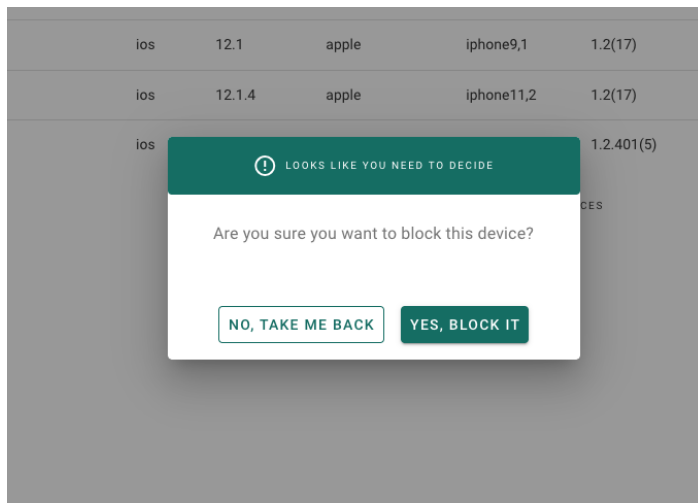 ios 12.1 apple iphone9,1 1.2(17)
ios 12.1.4 apple iphone11,2 1.2(17)
ios 1.2.401(5)
LOOKS LIKE YOU NEED TO DECIDE
CES
Are you sure you want to block this device?
NO, TAKE ME BACK YES, BLOCK IT